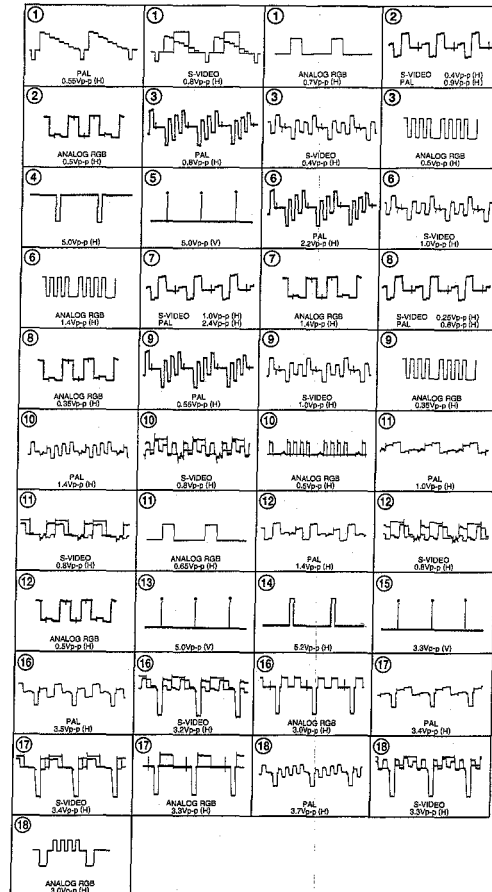 ①
PAL
0.55Vp-p (H)
①
S-VIDEO
0.8Vp-p (H)
①
ANALOG RGB
0.7Vp-p (H)
②
S-VIDEO 0.4Vp-p (H)
PAL 0.9Vp-p (H)
②
ANALOG RGB
0.5Vp-p (H)
③
PAL
0.8Vp-p (H)
③
S-VIDEO
0.4Vp-p (H)
③
ANALOG RGB
0.5Vp-p (H)
④
5.0Vp-p (H)
⑤
5.0Vp-p (V)
⑥
PAL
2.2Vp-p (H)
⑥
S-VIDEO
1.0Vp-p (H)
⑥
ANALOG RGB
1.4Vp-p (H)
⑦
S-VIDEO 1.0Vp-p (H)
PAL 2.4Vp-p (H)
⑦
ANALOG RGB
1.4Vp-p (H)
⑧
S-VIDEO 0.25Vp-p (H)
PAL 0.6Vp-p (H)
⑧
ANALOG RGB
0.35Vp-p (H)
⑨
PAL
0.55Vp-p (H)
⑨
S-VIDEO
1.0Vp-p (H)
⑨
ANALOG RGB
0.35Vp-p (H)
⑩
PAL
1.4Vp-p (H)
⑩
S-VIDEO
0.8Vp-p (H)
⑩
ANALOG RGB
0.5Vp-p (H)
⑪
PAL
1.0Vp-p (H)
⑪
S-VIDEO
0.8Vp-p (H)
⑪
ANALOG RGB
0.65Vp-p (H)
⑫
PAL
1.4Vp-p (H)
⑫
S-VIDEO
0.8Vp-p (H)
⑫
ANALOG RGB
0.5Vp-p (H)
⑬
5.0Vp-p (V)
⑭
5.2Vp-p (H)
⑮
3.3Vp-p (V)
⑯
PAL
3.5Vp-p (H)
⑯
S-VIDEO
3.2Vp-p (H)
⑯
ANALOG RGB
3.0Vp-p (H)
⑰
PAL
3.4Vp-p (H)
⑰
S-VIDEO
3.4Vp-p (H)
⑰
ANALOG RGB
3.3Vp-p (H)
⑱
PAL
3.7Vp-p (H)
⑱
S-VIDEO
3.3Vp-p (H)
⑱
ANALOG RGB
3.0Vp-p (H)